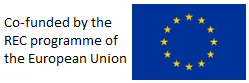 Co-funded by the
REC programme of
the European Union